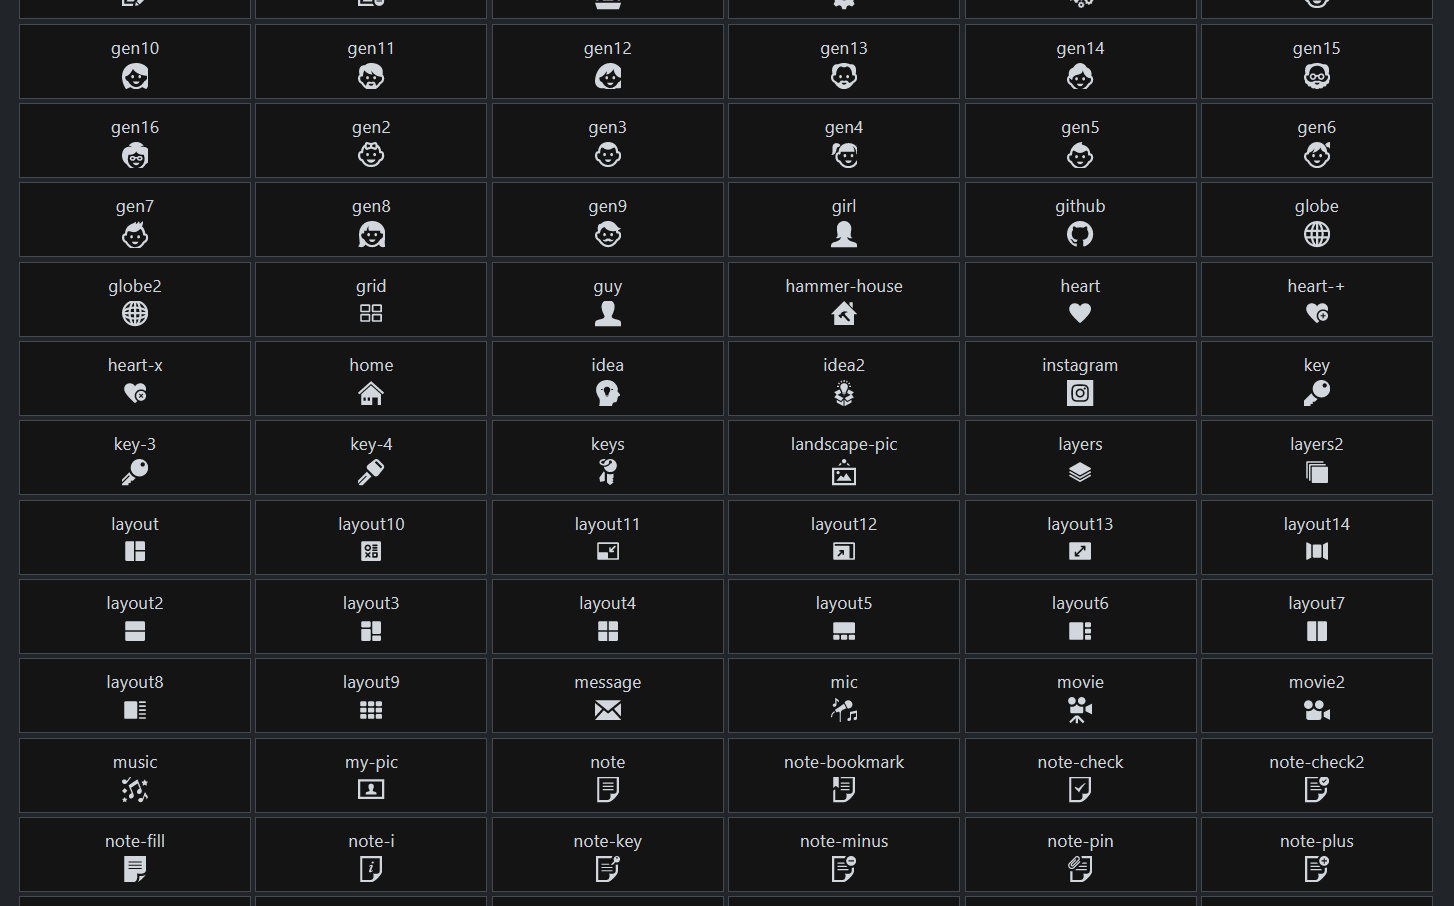 gen10 gen11 gen12 gen13 gen14 gen15
gen16 gen2 gen3 gen4 gen5 gen6
gen7 gen8 gen9 girl github globe
globe2 grid guy hammer-house heart heart-+
heart-x home idea idea2 instagram key
key-3 key-4 keys landscape-pic layers layers2
layout layout10 layout11 layout12 layout13 layout14
layout2 layout3 layout4 layout5 layout6 layout7
layout8 layout9 message mic movie movie2
music my-pic note note-bookmark note-check note-check2
note-fill note-i note-key note-minus note-pin note-plus